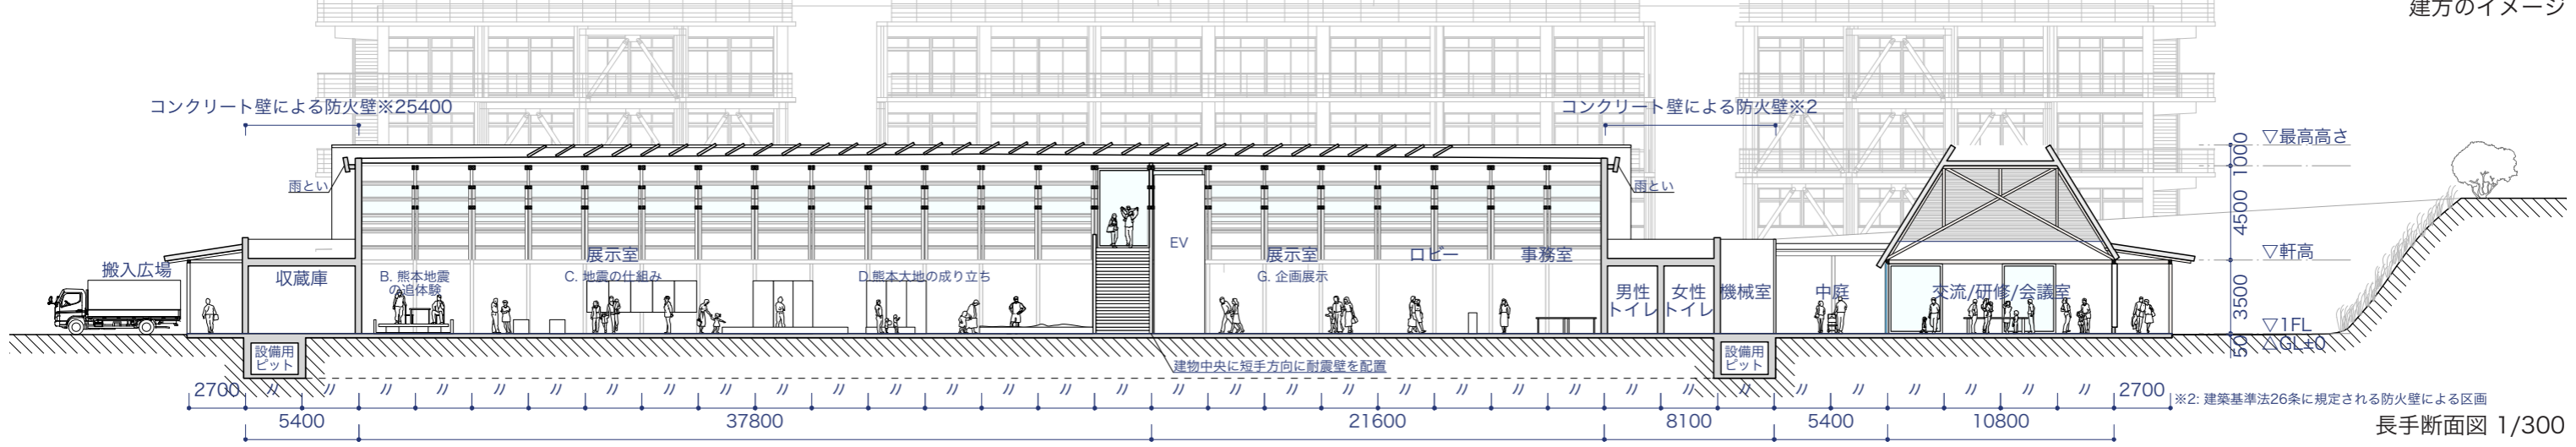 建方のイメージ
コンクリート壁による防火壁※25400
コンクリート壁による防火壁※2
1000
▽最高高さ
雨とい
雨とい
4500
EV
展示室
展示室
ロビー
事務室
▽軒高
搬入広場
収蔵庫
B. 熊本地震
の追体験
C. 地震の仕組み
D.熊本大地の成り立ち
G. 企画展示
男性
トイレ
女性
トイレ
機械室
中庭
交流/研修/会議室
3500
▽1FL
50
△GL±0
設備用
ピット
建物中央に短手方向に耐震壁を配置
設備用
ピット
2700
〃 〃 〃 〃 〃 〃 〃 〃 〃 〃 〃 〃 〃 〃 〃 〃 〃 〃 〃 〃 〃 〃 〃 〃 〃 〃 〃 〃 〃 〃 〃 〃 〃
2700
※2: 建築基準法26条に規定される防火壁による区画
5400
37800
21600
8100
5400
10800
長手断面図 1/300